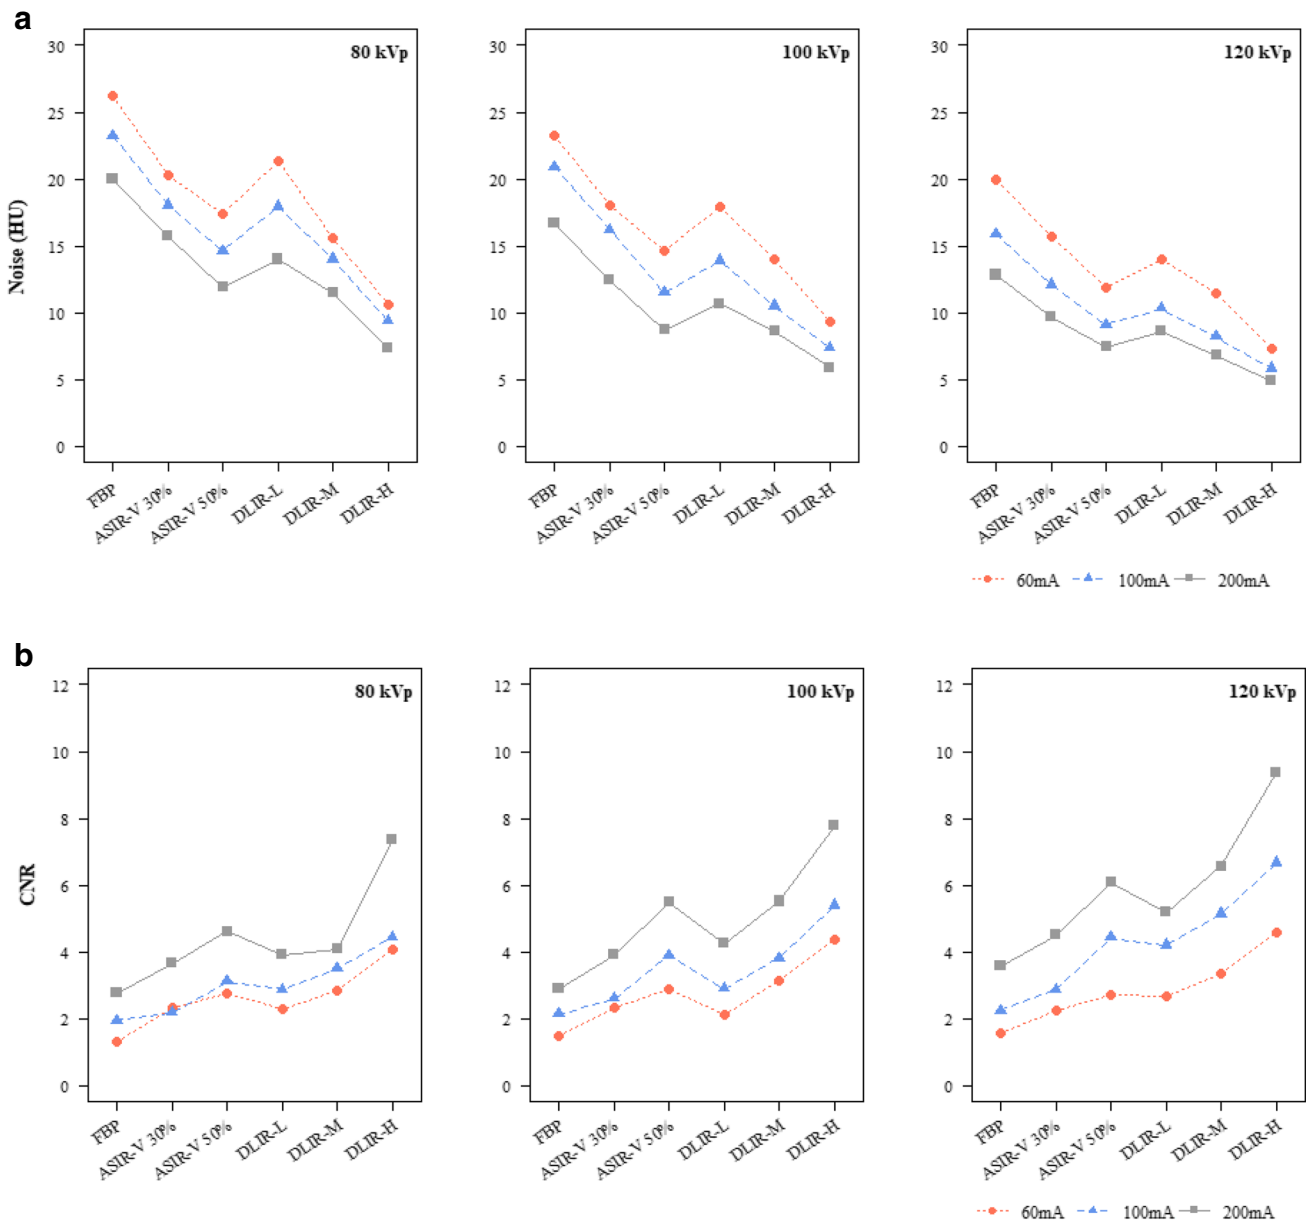 a
80 kVp
100 kVp
120 kVp
30
25
20
15
10
5
0
30
25
20
15
10
5
0
30
25
20
15
10
5
0
Noise (HU)
FBP
ASIR-V 30%
ASIR-V 50%
DLIR-L
DLIR-M
DLIR-H
FBP
ASIR-V 30%
ASIR-V 50%
DLIR-L
DLIR-M
DLIR-H
FBP
ASIR-V 30%
ASIR-V 50%
DLIR-L
DLIR-M
DLIR-H
60mA 100mA 200mA
b
80 kVp
100 kVp
120 kVp
12
10
8
6
4
2
0
12
10
8
6
4
2
0
12
10
8
6
4
2
0
CNR
FBP
ASIR-V 30%
ASIR-V 50%
DLIR-L
DLIR-M
DLIR-H
FBP
ASIR-V 30%
ASIR-V 50%
DLIR-L
DLIR-M
DLIR-H
FBP
ASIR-V 30%
ASIR-V 50%
DLIR-L
DLIR-M
DLIR-H
60mA 100mA 200mA